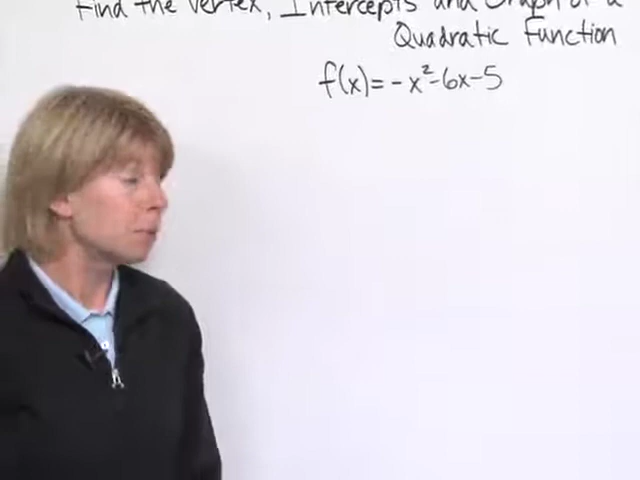 Find the Vertex, Intercepts and Graph of a
Quadratic Function
f(x)=-x²-6x-5